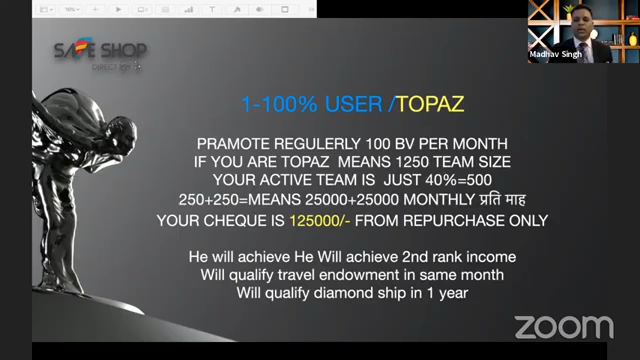 SAFE SHOP
Madhav Singh
1-100% USER /TOPAZ
PRAMOTE REGULERLY 100 BV PER MONTH
IF YOU ARE TOPAZ MEANS 1250 TEAM SIZE
YOUR ACTIVE TEAM IS JUST 40%=500
250+250=MEANS 25000+25000 MONTHLY प्रति माह
YOUR CHEQUE IS 125000/- FROM REPURCHASE ONLY
He will achieve He Will achieve 2nd rank income
Will qualify travel endowment in same month
Will qualify diamond ship in 1 year
zoom